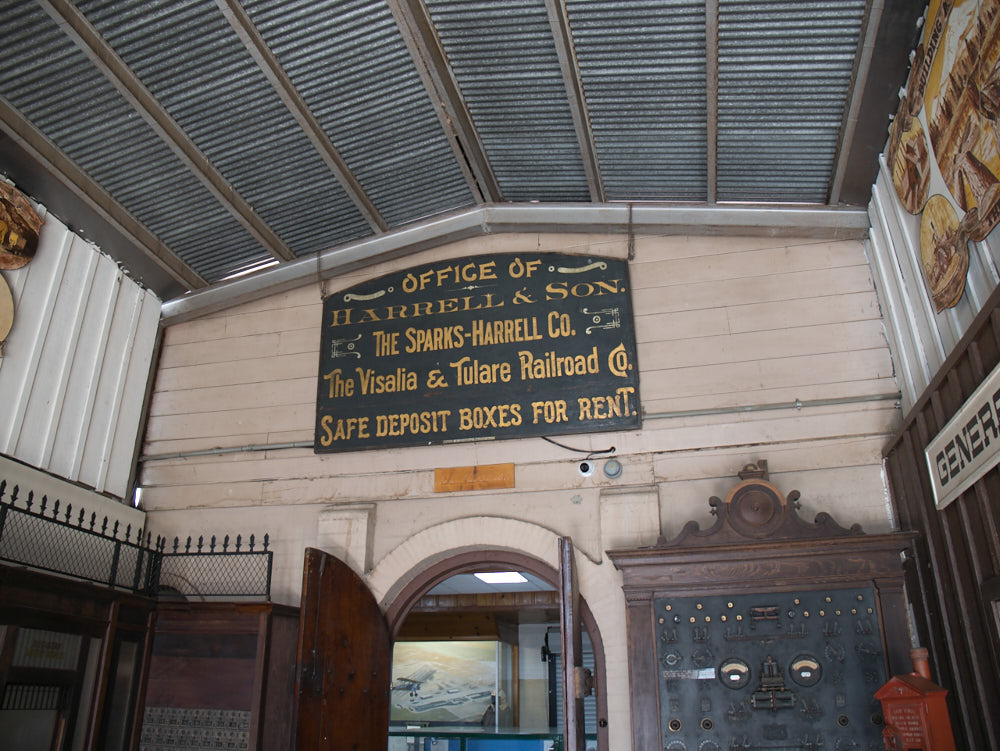 OFFICE OF
HARRELL & SON.
THE SPARKS-HARRELL CO.
The Visalia & Tulare Railroad Co.
SAFE DEPOSIT BOXES FOR RENT.
BUILDING
GENER